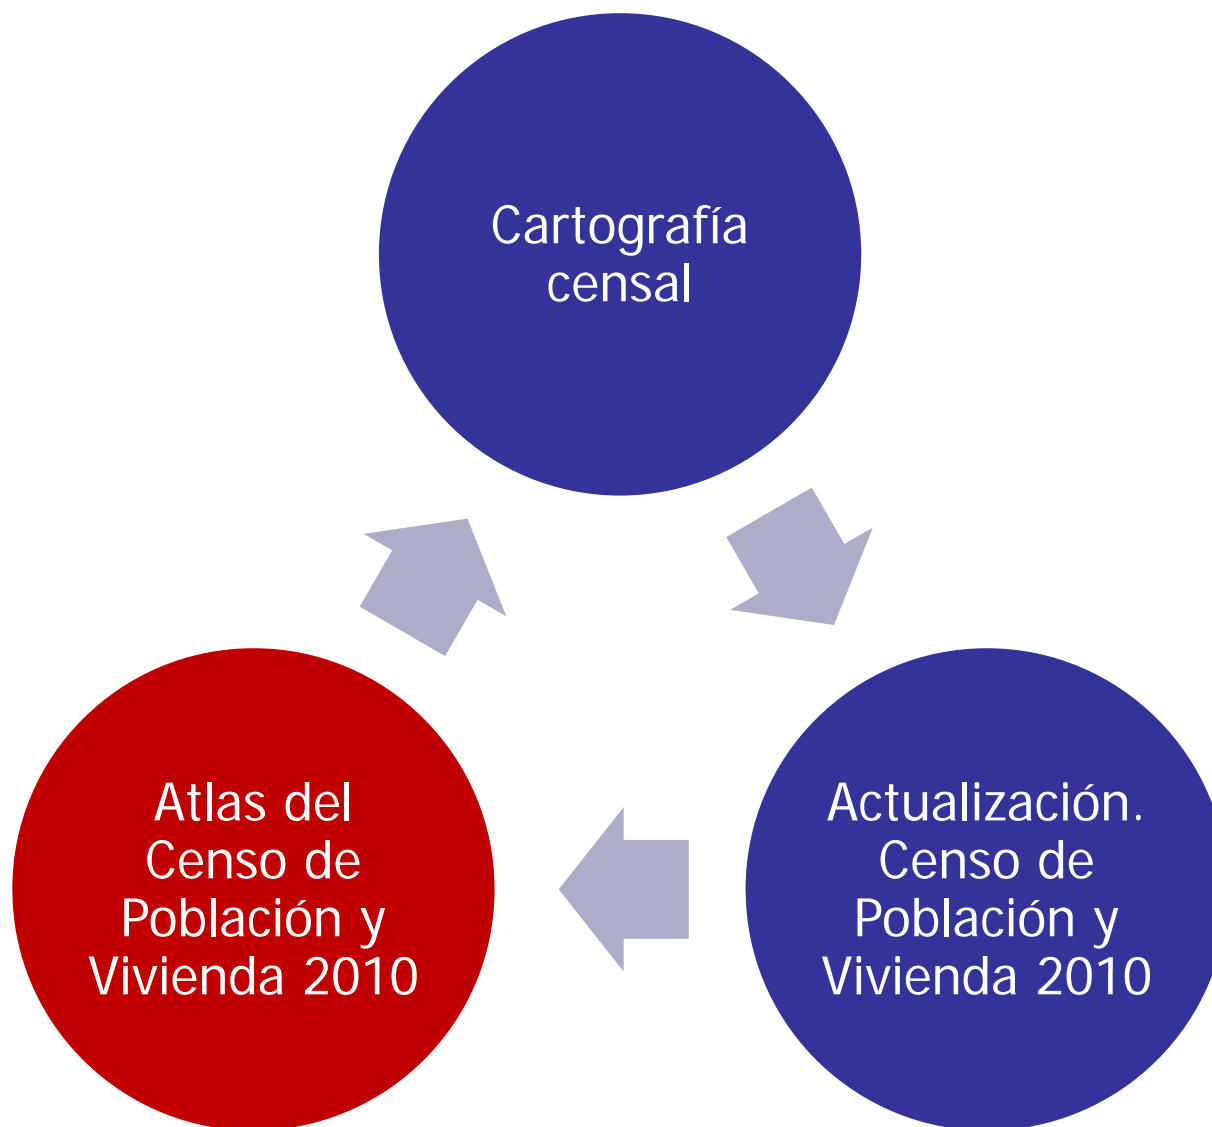 Cartografía
censal
Atlas del
Censo de
Población y
Vivienda 2010
Actualización.
Censo de
Población y
Vivienda 2010